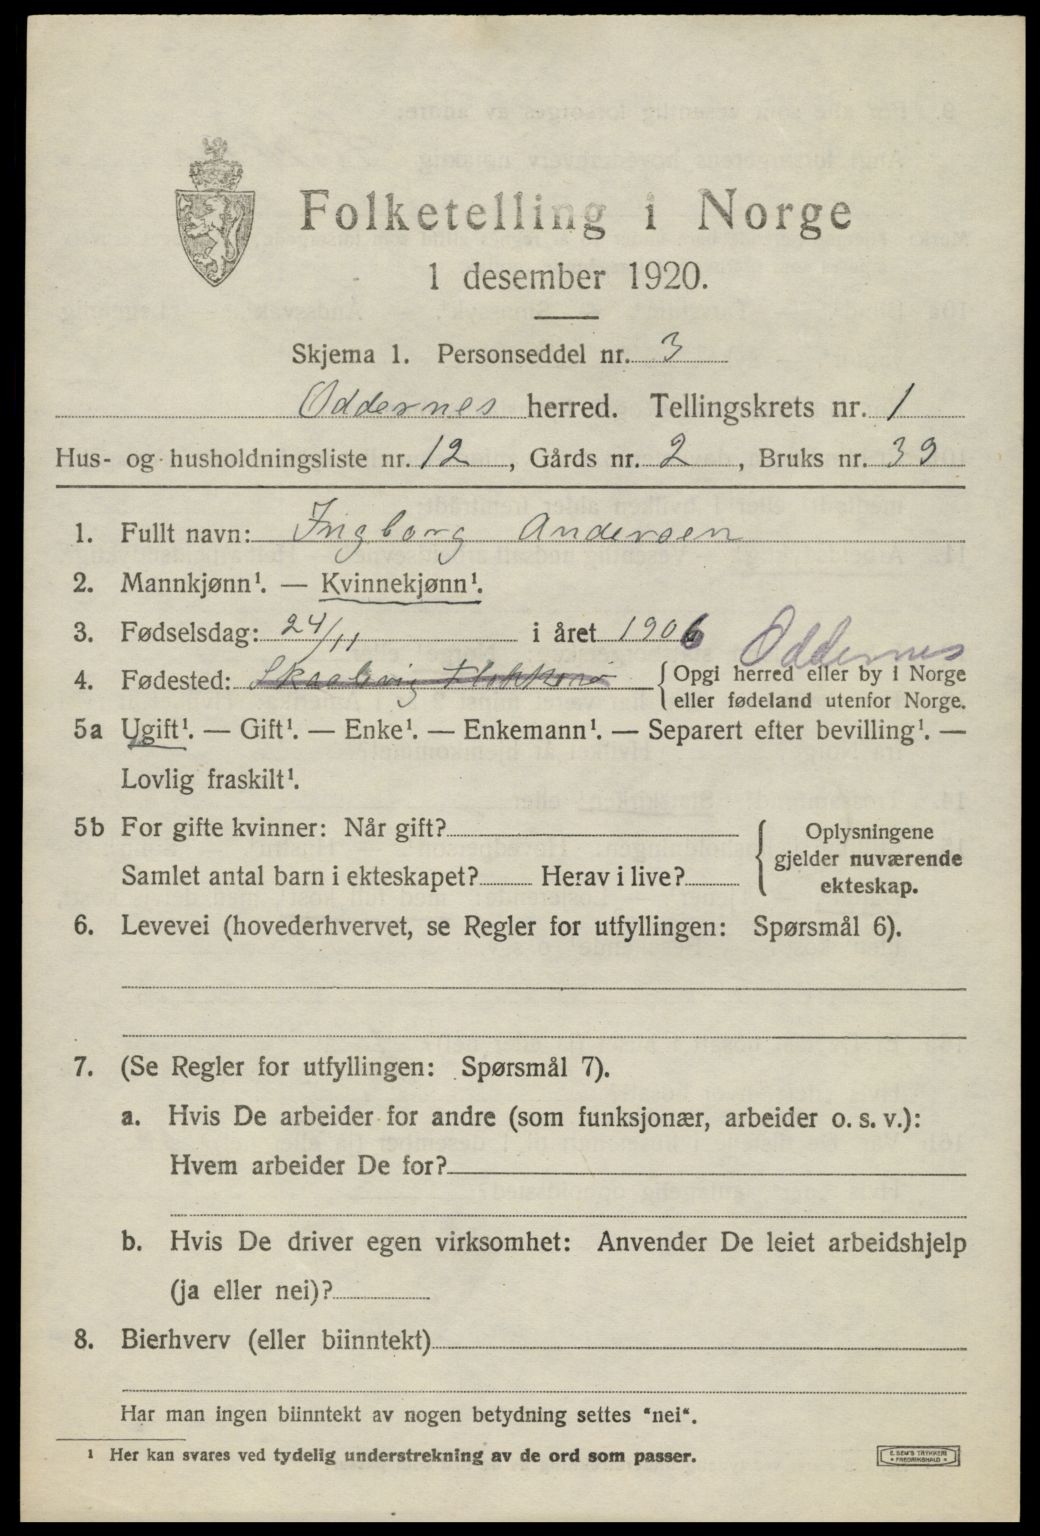 Folketelling i Norge
1 desember 1920.
Skjema 1. Personseddel nr. 3
Oddernes herred. Tellingskrets nr. 1
Hus- og husholdningsliste nr. 12, Gårds nr. 2, Bruks nr. 39
1. Fullt navn: Ingborg Andersen
2. Mannkjønn¹. — Kvinnekjønn¹.
3. Fødselsdag: 24/11 i året 1906
Oddernes
4. Fødested: { Opgi herred eller by i Norge
eller fødeland utenfor Norge.
5a Ugift¹. — Gift¹. — Enke¹. — Enkemann¹. — Separert efter bevilling¹. —
Lovlig fraskilt¹.
5b For gifte kvinner: Når gift?
Samlet antal barn i ekteskapet? Herav i live?
Oplysningene
gjelder nuværende
ekteskap.
6. Levevei (hovederhvervet, se Regler for utfyllingen: Spørsmål 6).
7. (Se Regler for utfyllingen: Spørsmål 7).
a. Hvis De arbeider for andre (som funksjonær, arbeider o. s. v.):
Hvem arbeider De for?
b. Hvis De driver egen virksomhet: Anvender De leiet arbeidshjelp
(ja eller nei)?
8. Bierhverv (eller biinntekt)
Har man ingen biinntekt av nogen betydning settes "nei".
¹ Her kan svares ved tydelig understrekning av de ord som passer.
E. SEM'S TRYKKERI
FREDRIKSHALD